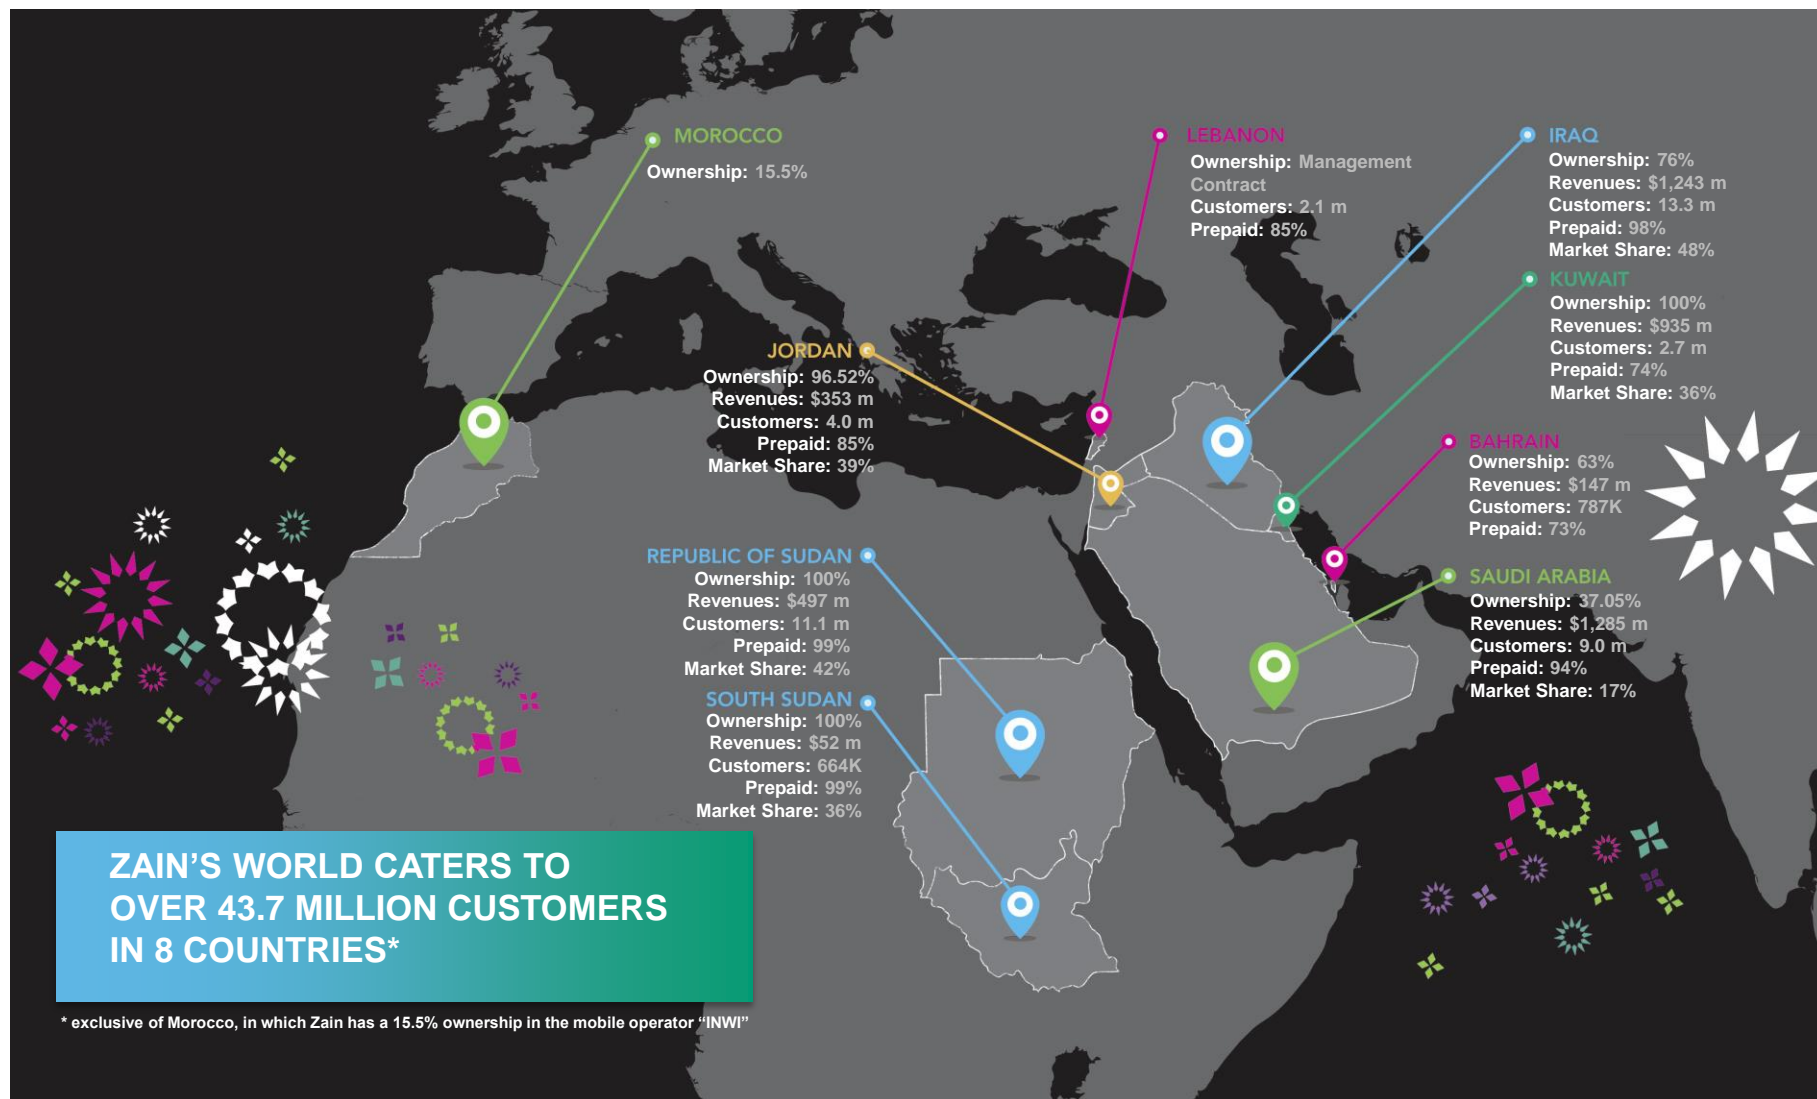 MOROCCO
Ownership: 15.5%
LEBANON
Ownership: Management
Contract
Customers: 2.1 m
Prepaid: 85%
IRAQ
Ownership: 76%
Revenues: $1,243 m
Customers: 13.3 m
Prepaid: 98%
Market Share: 48%
KUWAIT
Ownership: 100%
Revenues: $935 m
Customers: 2.7 m
Prepaid: 74%
Market Share: 36%
JORDAN
Ownership: 96.52%
Revenues: $353 m
Customers: 4.0 m
Prepaid: 85%
Market Share: 39%
BAHRAIN
Ownership: 63%
Revenues: $147 m
Customers: 787K
Prepaid: 73%
REPUBLIC OF SUDAN
Ownership: 100%
Revenues: $497 m
Customers: 11.1 m
Prepaid: 99%
Market Share: 42%
SAUDI ARABIA
Ownership: 37.05%
Revenues: $1,285 m
Customers: 9.0 m
Prepaid: 94%
Market Share: 17%
SOUTH SUDAN
Ownership: 100%
Revenues: $52 m
Customers: 664K
Prepaid: 99%
Market Share: 36%
ZAIN’S WORLD CATERS TO
OVER 43.7 MILLION CUSTOMERS
IN 8 COUNTRIES*
* exclusive of Morocco, in which Zain has a 15.5% ownership in the mobile operator “INWI”